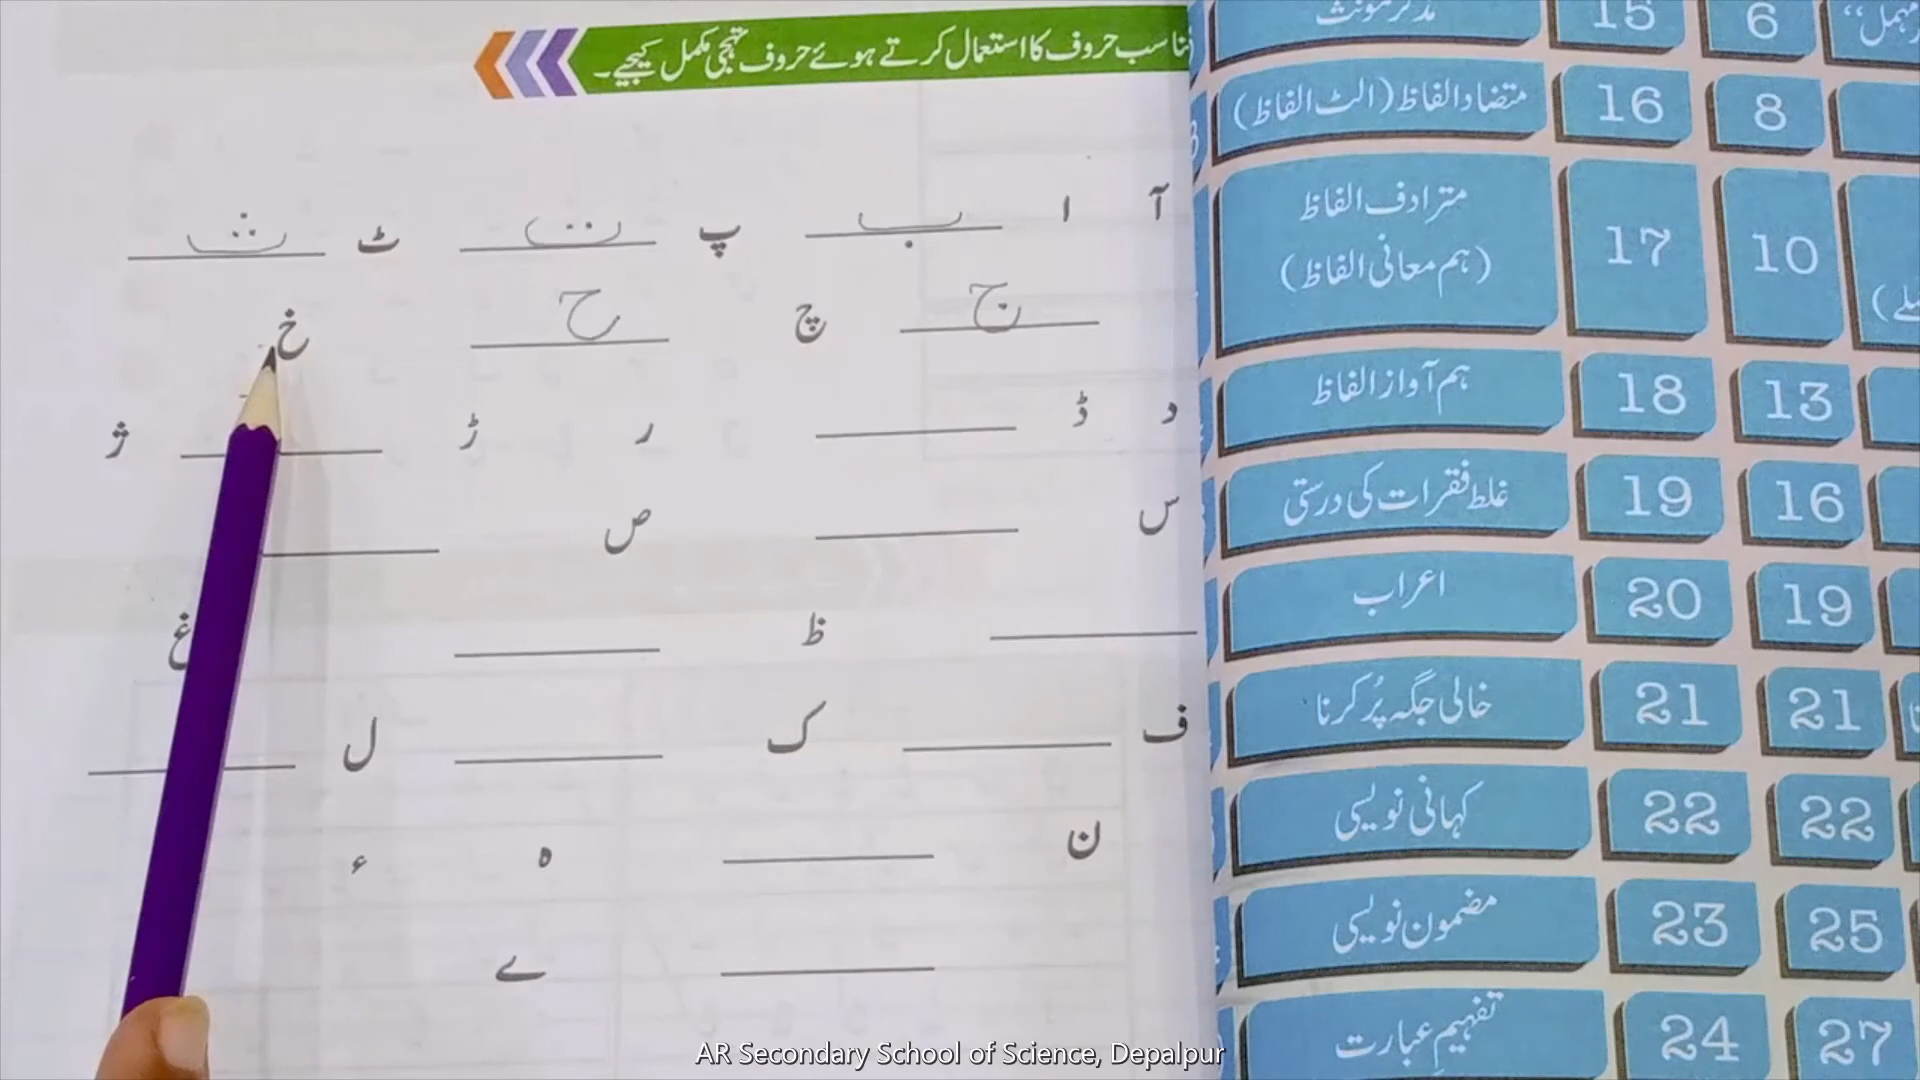 مناسب حروف کا استعمال کرتے ہوئے حروف تہجی مکمل کیجیے۔
آ ا ب پ ت ٹ ث
ج چ ح خ
د ڈ ر ڑ ژ
س ص
ظ غ
ف ک ل
ن ہ ء
ے
مذکر مونث 15 6
متضاد الفاظ (الٹ الفاظ) 16 8
مترادف الفاظ
(ہم معانی الفاظ) 17 10
ہم آواز الفاظ 18 13
غلط فقرات کی درستی 19 16
اعراب 20 19
خالی جگہ پُر کرنا 21 21
کہانی نویسی 22 22
مضمون نویسی 23 25
تفہیمِ عبارت 24 27
AR Secondary School of Science, Depalpur